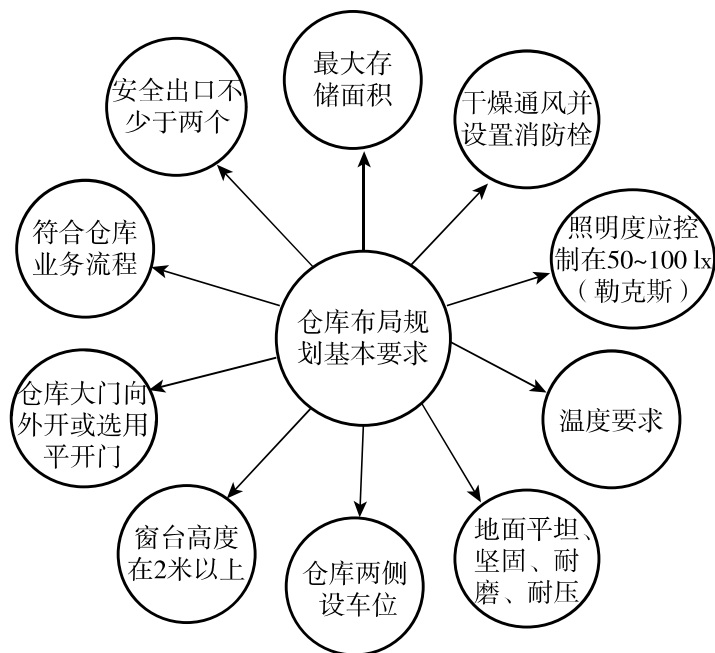 最大存
储面积
干燥通风并
设置消防栓
照明度应控
制在50~100 lx
（勒克斯）
温度要求
地面平坦、
坚固、耐
磨、耐压
仓库两侧
设车位
窗台高度
在2米以上
仓库大门向
外开或选用
平开门
符合仓库
业务流程
安全出口不
少于两个
仓库布局规
划基本要求